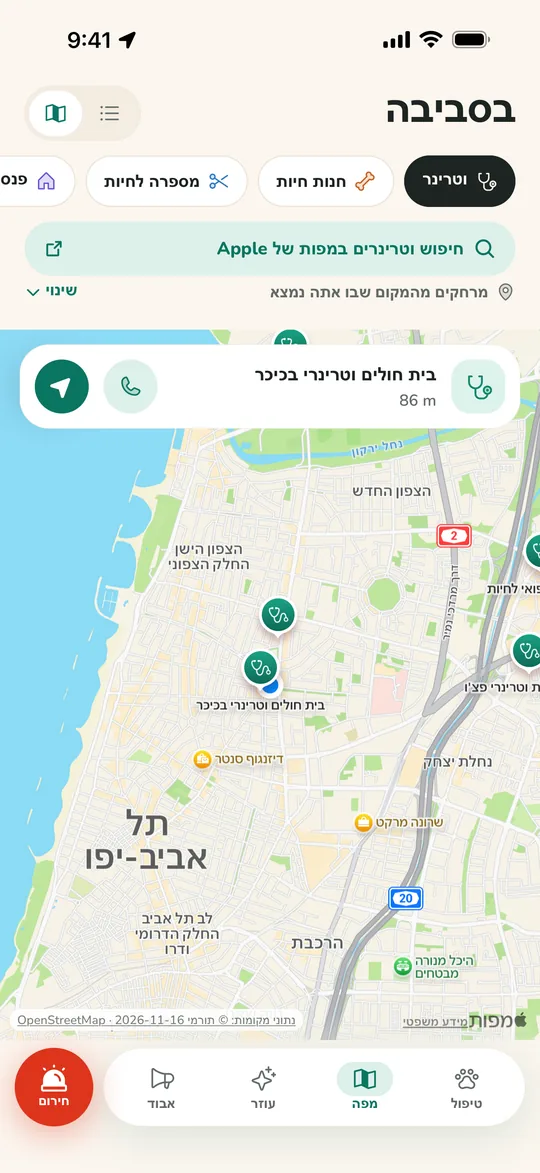 9:41
בסביבה
וטרינר
חנות חיות
מספרה לחיות
פנס
חיפוש וטרינרים במפות של Apple
מרחקים מהמקום שבו אתה נמצא
שינוי
בית חולים וטרינרי בכיכר
86 m
נחל ירקון
הצפון החדש
2
הצפון הישן
החלק הצפוני
דרך מנחם בגין
פואי לחיות
ת וטרינרי פצ'ו
בית חולים וטרינרי בכיכר
דיזנגוף סנטר
נחלת יצחק
תל
אביב-יפו
שרונה מרקט
20
לב תל אביב
החלק הדרומי
ודרו
הרכבת
היכל מנורה
מבטחים
נתוני מקומות: © תורמי OpenStreetMap · 2026-11-16
מידע משפטי
מפות
חירום
אבוד
עוזר
מפה
טיפול